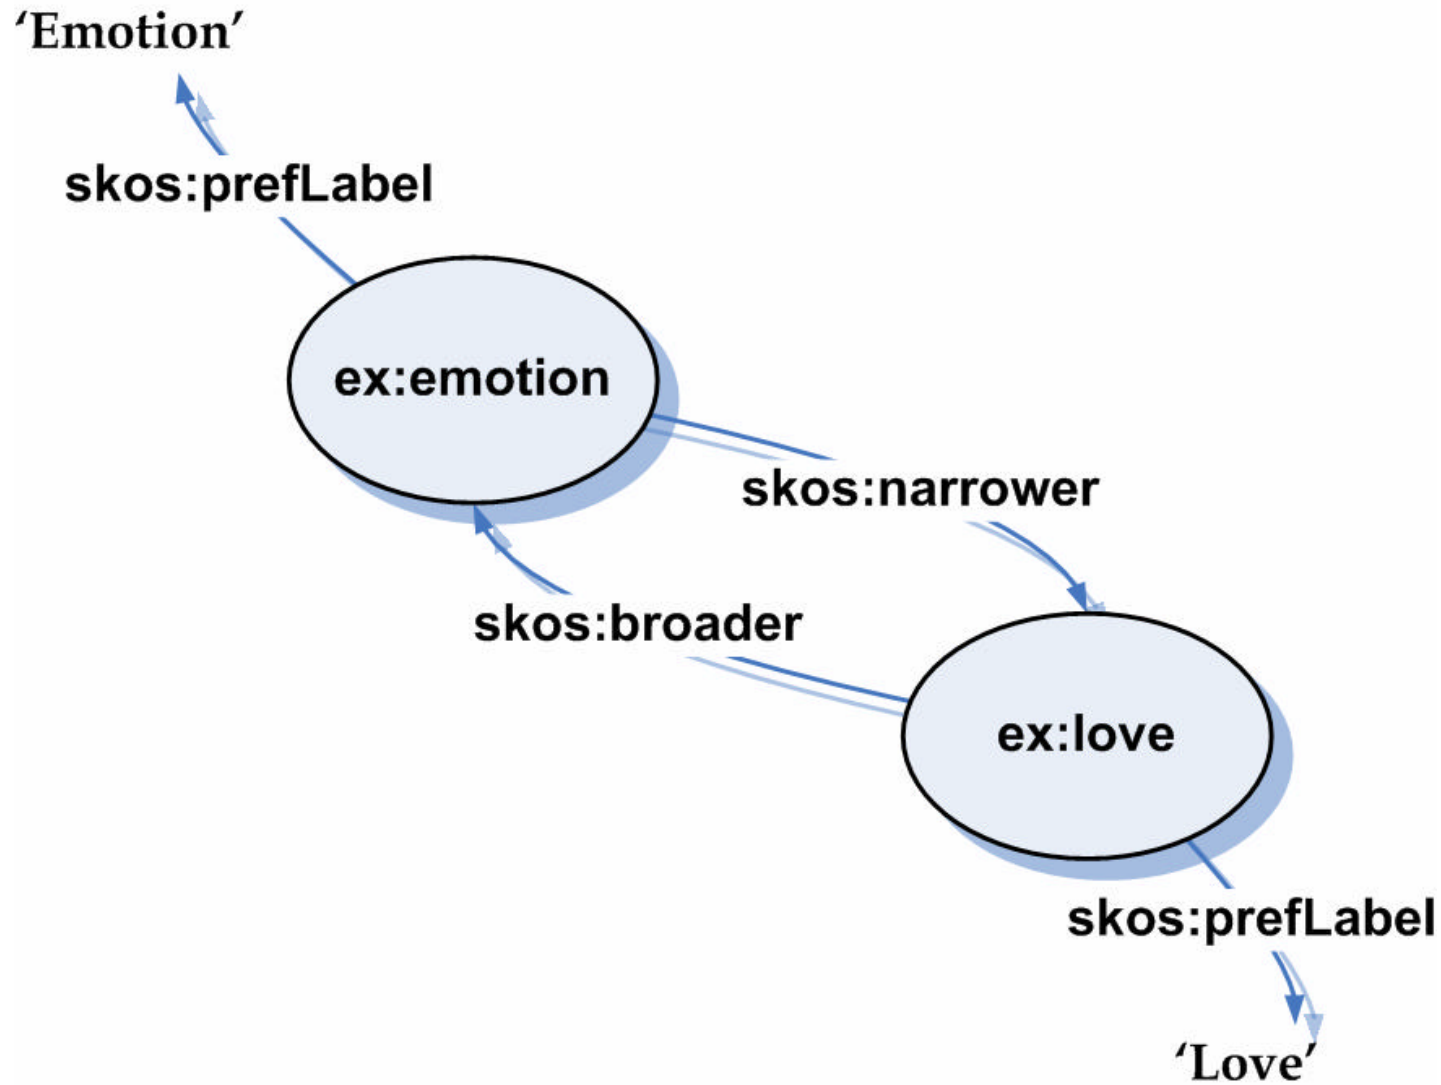 ‘Emotion’
skos:prefLabel
ex:emotion
skos:narrower
skos:broader
ex:love
skos:prefLabel
‘Love’